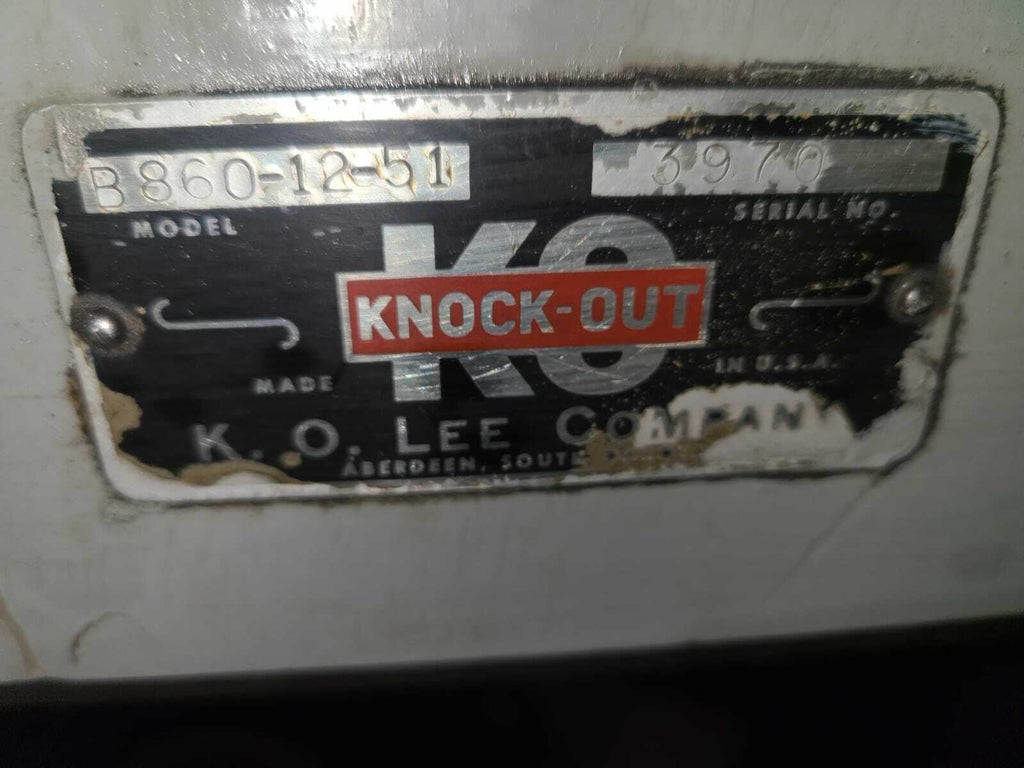 B860-12-51 3970
MODEL SERIAL NO.
KO
KNOCK-OUT
MADE IN U.S.A.
K. O. LEE COMPANY
ABERDEEN, SOUTH